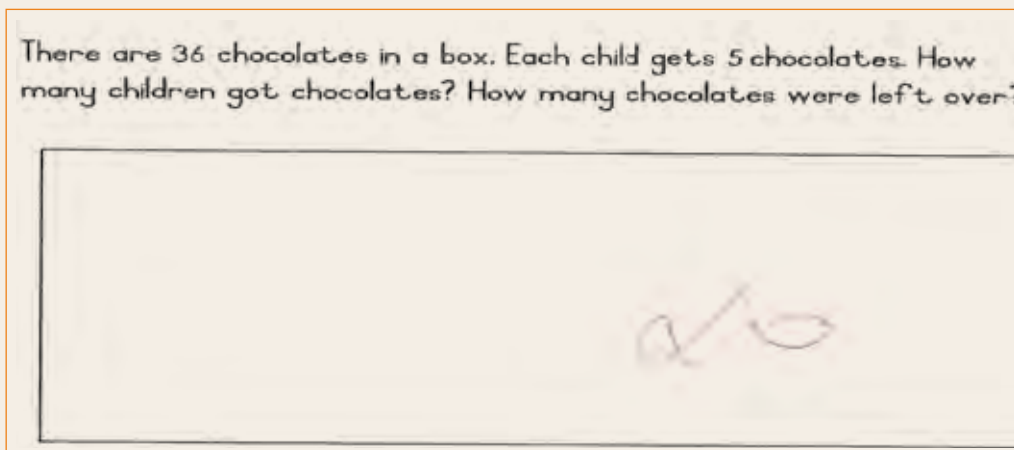 There are 36 chocolates in a box. Each child gets 5 chocolates. How
many children got chocolates? How many chocolates were left over?